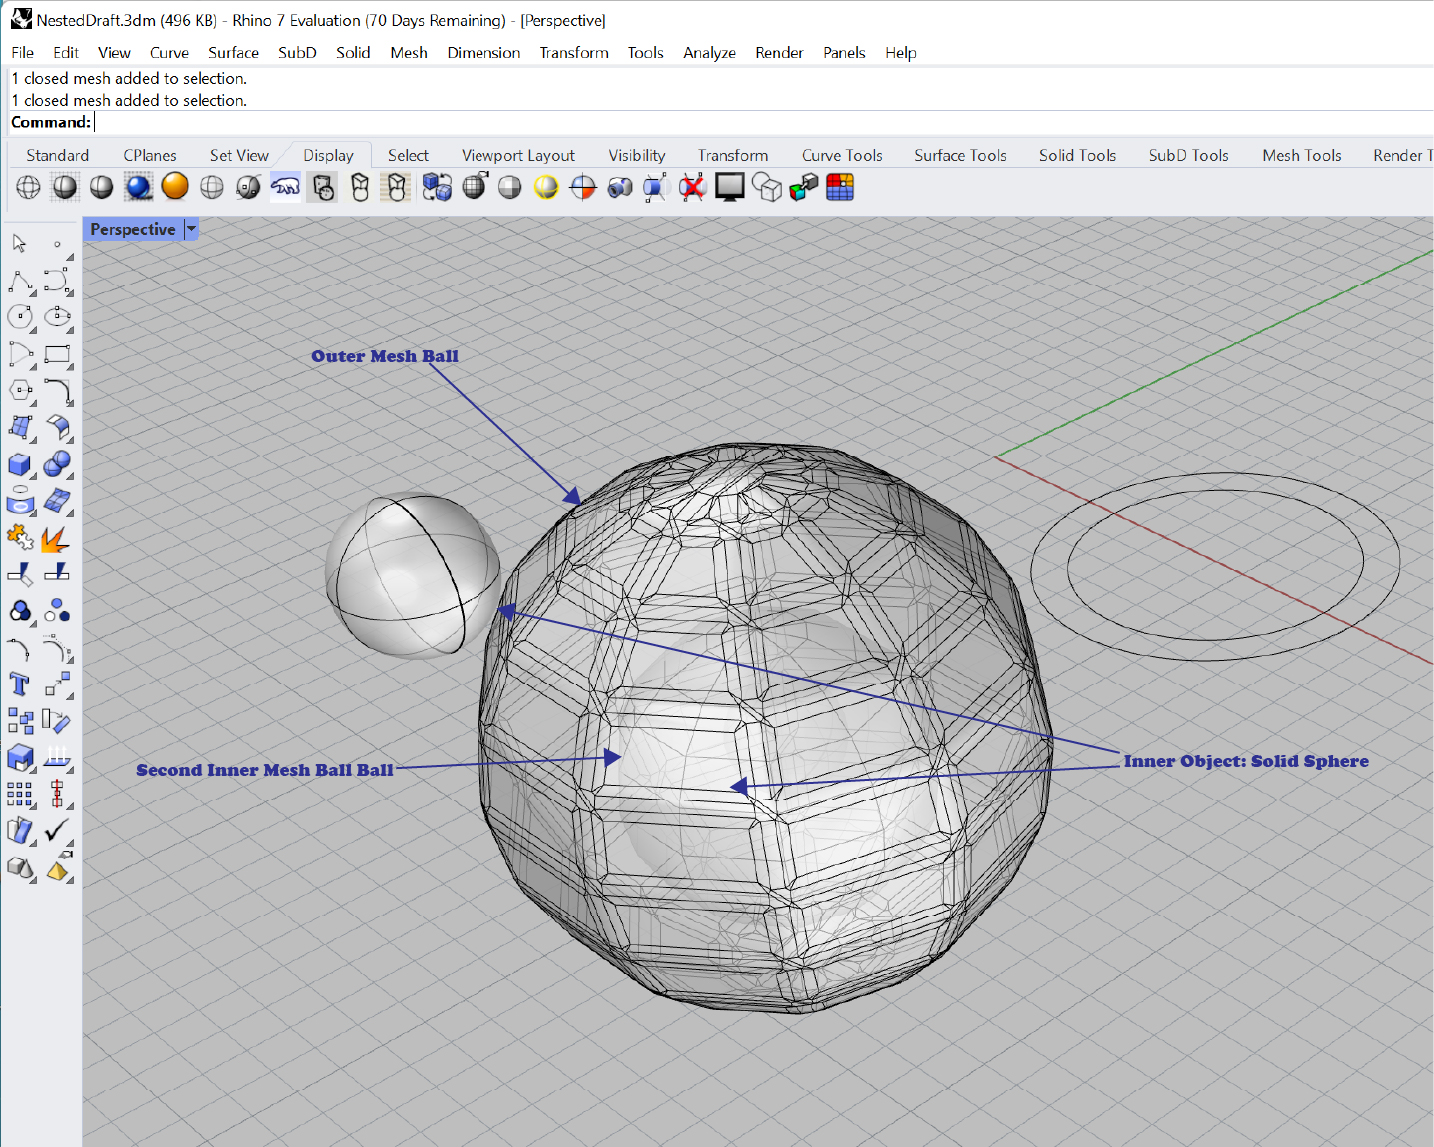 NestedDraft.3dm (496 KB) - Rhino 7 Evaluation (70 Days Remaining) - [Perspective]
File Edit View Curve Surface SubD Solid Mesh Dimension Transform Tools Analyze Render Panels Help
1 closed mesh added to selection.
1 closed mesh added to selection.
Command:
Standard CPlanes Set View Display Select Viewport Layout Visibility Transform Curve Tools Surface Tools Solid Tools SubD Tools Mesh Tools Render T
Perspective
Outer Mesh Ball
Inner Object: Solid Sphere
Second Inner Mesh Ball Ball